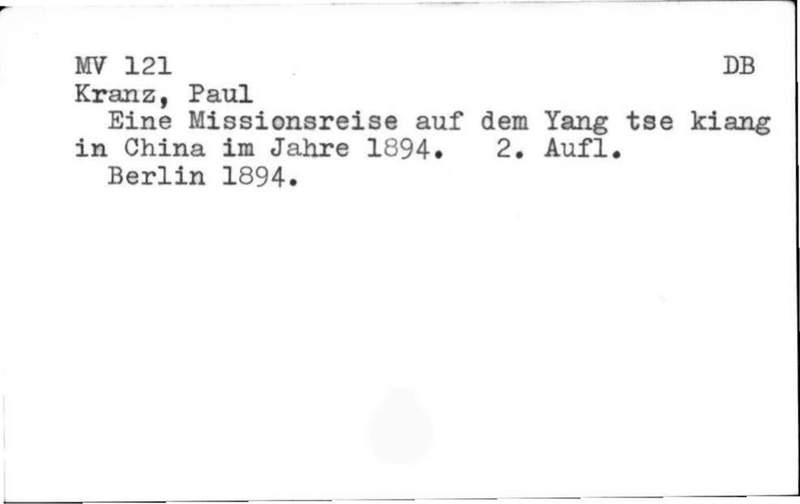 MV 121 DB
Kranz, Paul
Eine Missionsreise auf dem Yang tse kiang
in China im Jahre 1894. 2. Aufl.
Berlin 1894.